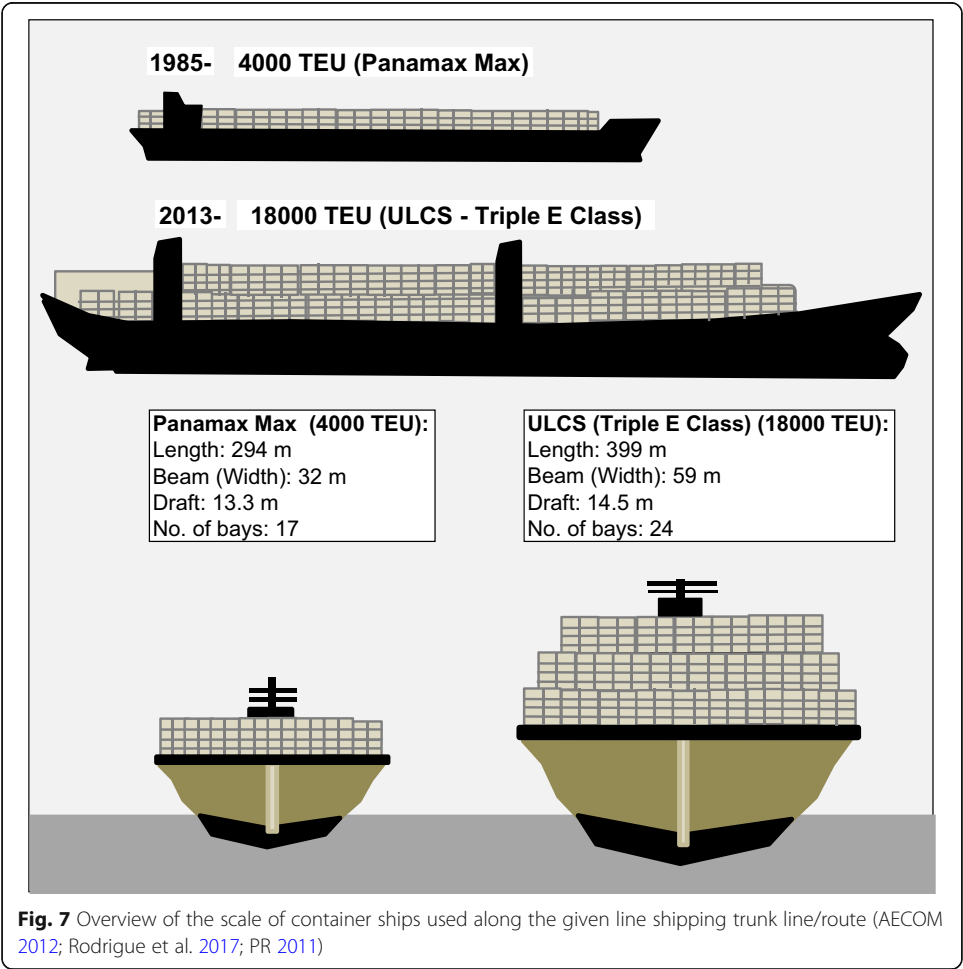 1985- 4000 TEU (Panamax Max)
2013- 18000 TEU (ULCS - Triple E Class)
Panamax Max (4000 TEU):
Length: 294 m
Beam (Width): 32 m
Draft: 13.3 m
No. of bays: 17
ULCS (Triple E Class) (18000 TEU):
Length: 399 m
Beam (Width): 59 m
Draft: 14.5 m
No. of bays: 24
Fig. 7 Overview of the scale of container ships used along the given line shipping trunk line/route (AECOM
2012; Rodrigue et al. 2017; PR 2011)